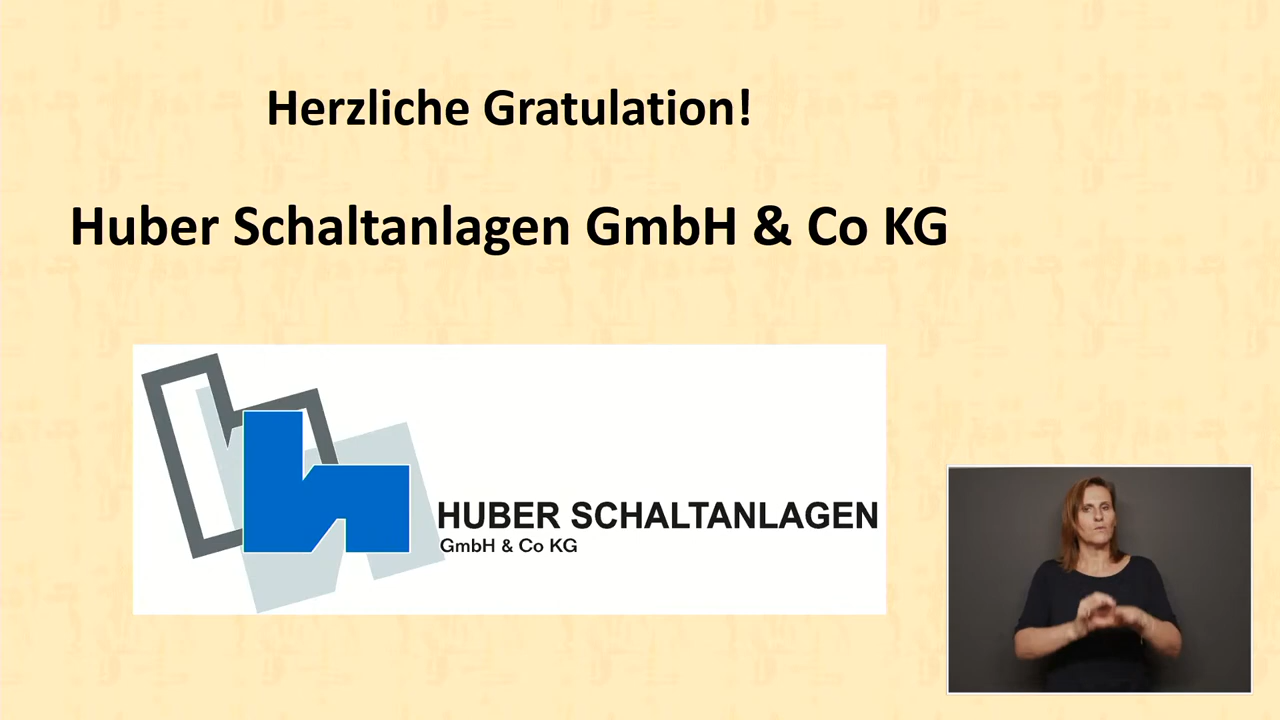 Herzliche Gratulation!
Huber Schaltanlagen GmbH & Co KG
HUBER SCHALTANLAGEN
GmbH & Co KG